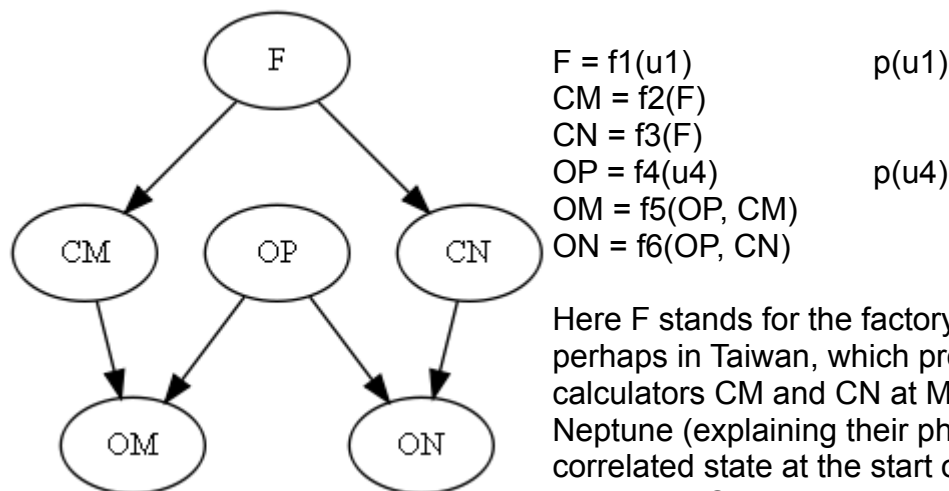 F
CM
OP
CN
OM
ON
F = f1(u1) p(u1)
CM = f2(F)
CN = f3(F)
OP = f4(u4) p(u4)
OM = f5(OP, CM)
ON = f6(OP, CN)
Here F stands for the factory
perhaps in Taiwan, which
calculators CM and CN at
Neptune (explaining their
correlated state at the start